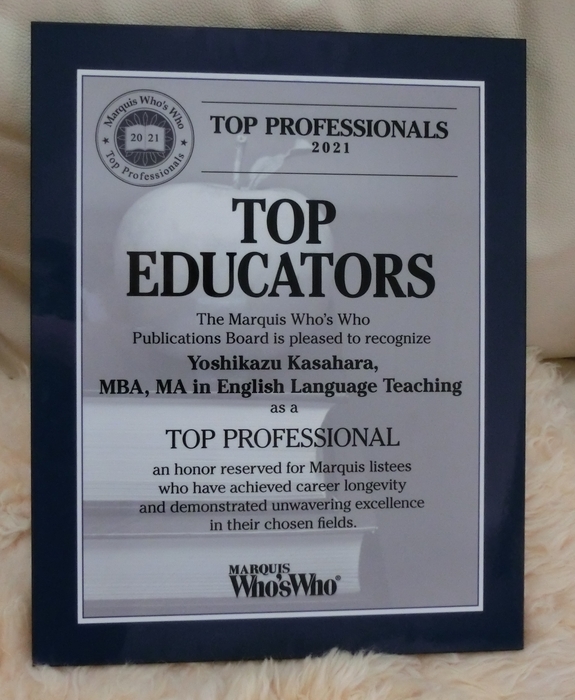 Marquis Who's Who
20 21
Top Professionals
TOP PROFESSIONALS
2021
TOP
EDUCATORS
The Marquis Who's Who
Publications Board is pleased to recognize
Yoshikazu Kasahara,
MBA, MA in English Language Teaching
as a
TOP PROFESSIONAL
an honor reserved for Marquis listees
who have achieved career longevity
and demonstrated unwavering excellence
in their chosen fields.
MARQUIS
Who'sWho®